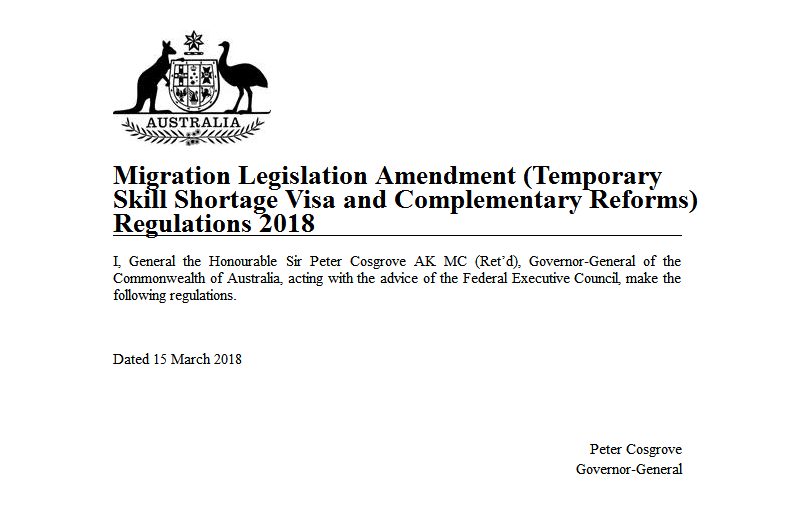 AUSTRALIA
Migration Legislation Amendment (Temporary
Skill Shortage Visa and Complementary Reforms)
Regulations 2018
I, General the Honourable Sir Peter Cosgrove AK MC (Ret’d), Governor-General of the
Commonwealth of Australia, acting with the advice of the Federal Executive Council, make the
following regulations.
Dated 15 March 2018
Peter Cosgrove
Governor-General